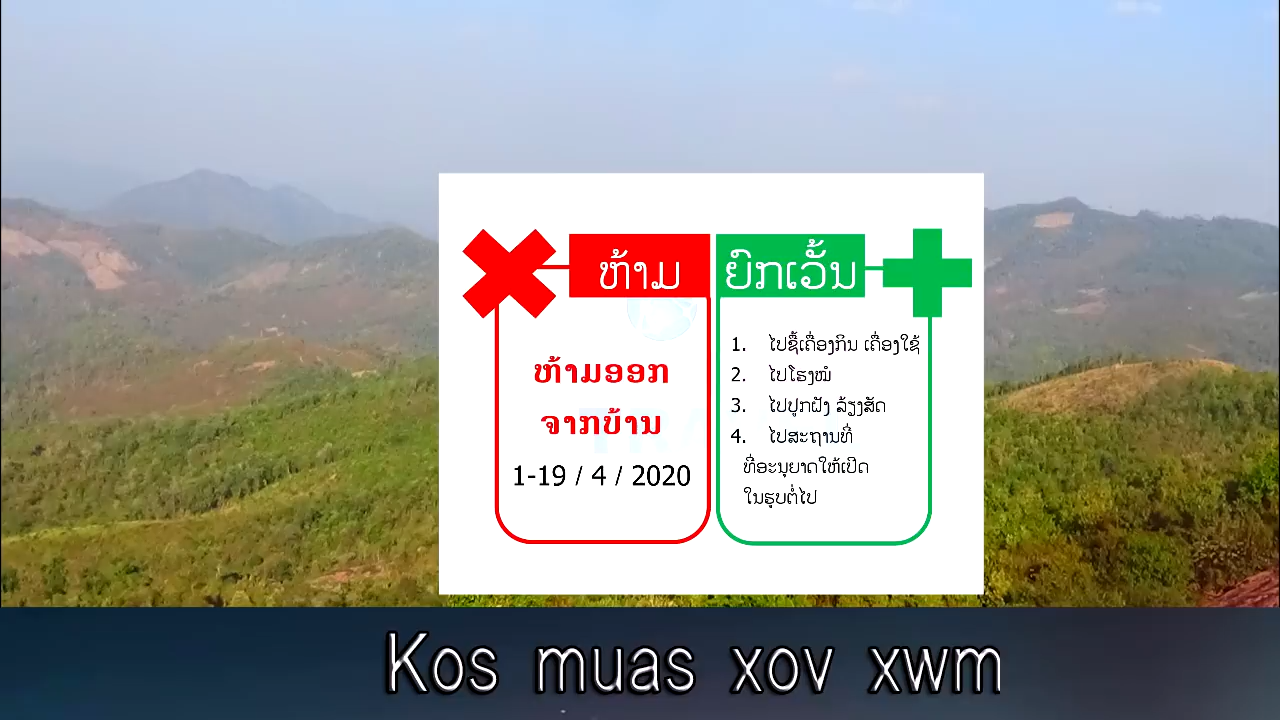 ຫ້າມ
ຫ້າມອອກ
ຈາກບ້ານ
1-19 / 4 / 2020
ຍົກເວັ້ນ
1. ໄປຊື້ເຄື່ອງກິນ ເຄື່ອງໃຊ້
2. ໄປໂຮງໝໍ
3. ໄປປູກຝັງ ລ້ຽງສັດ
4. ໄປສະຖານທີ່
ທີ່ອະນຸຍາດໃຫ້ເປີດ
ໃນຮູບຕໍ່ໄປ
Kos muas xov xwm